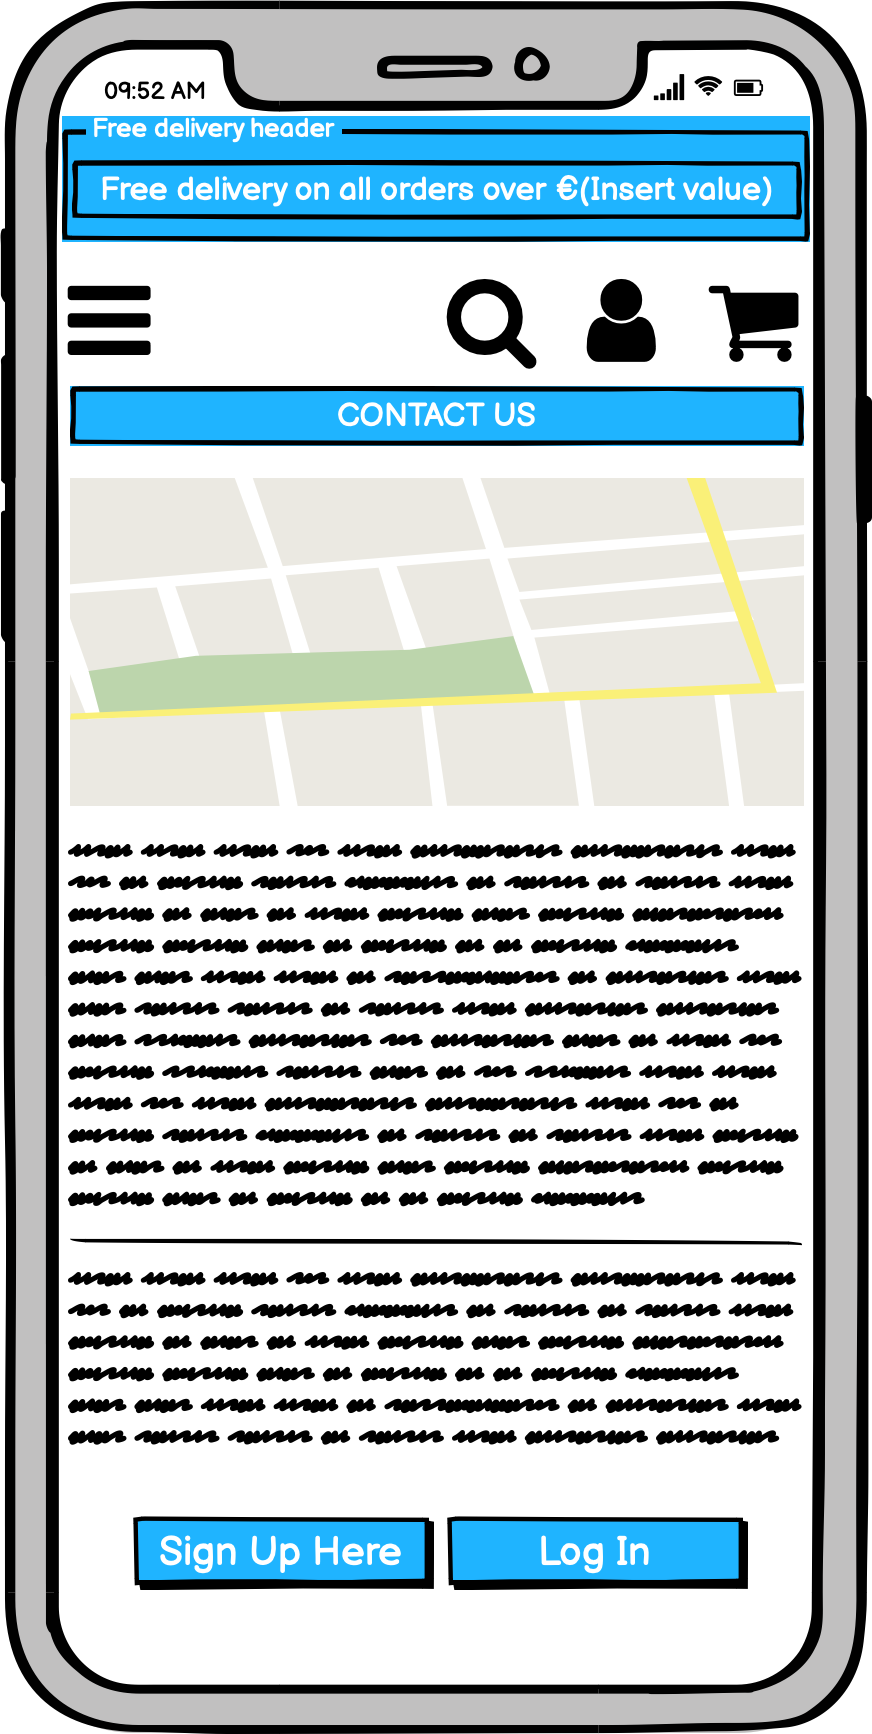 09:52 AM
Free delivery header
Free delivery on all orders over €(Insert value)
CONTACT US
Sign Up Here
Log In